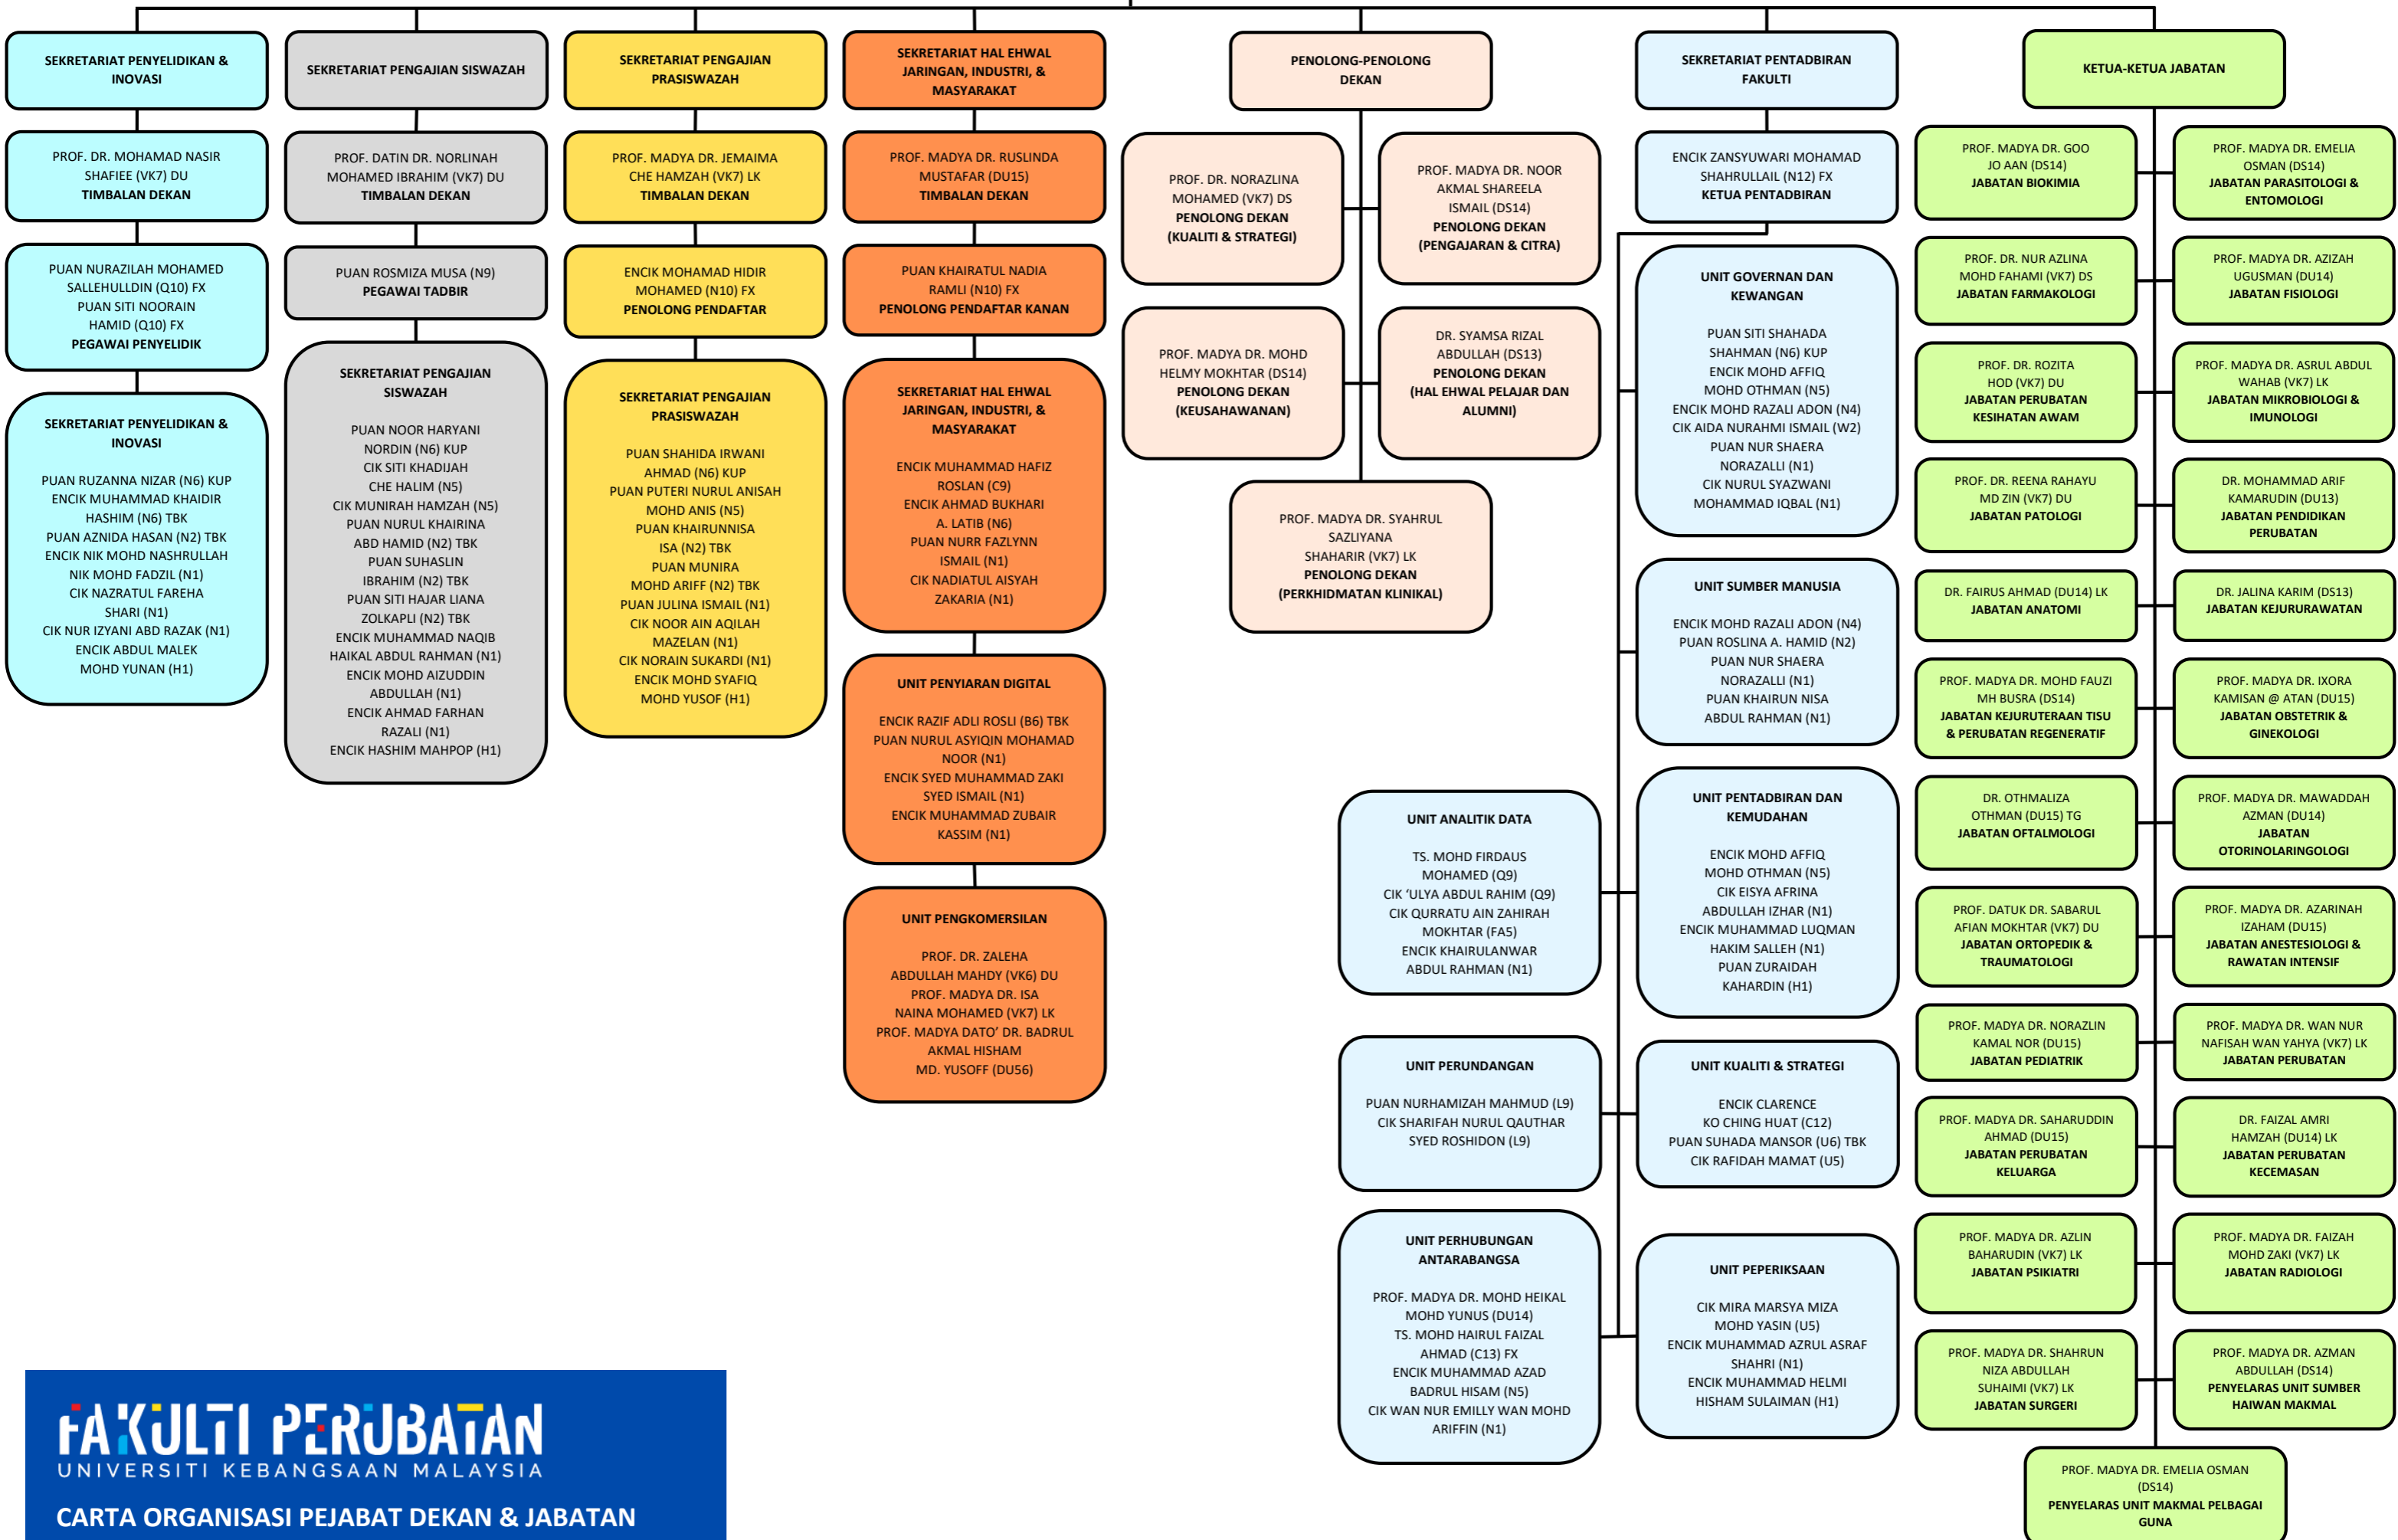 SEKRETARIAT PENYELIDIKAN &
INOVASI
PROF. DR. MOHAMAD NASIR
SHAFIEE (VK7) DU
TIMBALAN DEKAN
PUAN NURAZILAH MOHAMED
SALLEHULLDIN (Q10) FX
PUAN SITI NOORAIN
HAMID (Q10) FX
PEGAWAI PENYELIDIK
SEKRETARIAT PENYELIDIKAN &
INOVASI
PUAN RUZANNA NIZAR (N6) KUP
ENCIK MUHAMMAD KHAIDIR
HASHIM (N6) TBK
PUAN AZNIDA HASAN (N2) TBK
ENCIK NIK MOHD NASHRULLAH
NIK MOHD FADZIL (N1)
CIK NAZRATUL FAREHA
SHARI (N1)
CIK NUR IZYANI ABD RAZAK (N1)
ENCIK ABDUL MALEK
MOHD YUNAN (H1)
SEKRETARIAT PENGAJIAN SISWAZAH
PROF. DATIN DR. NORLINAH
MOHAMED IBRAHIM (VK7) DU
TIMBALAN DEKAN
PUAN ROSMIZA MUSA (N9)
PEGAWAI TADBIR
SEKRETARIAT PENGAJIAN
SISWAZAH
PUAN NOOR HARYANI
NORDIN (N6) KUP
CIK SITI KHADIJAH
CHE HALIM (N5)
CIK MUNIRAH HAMZAH (N5)
PUAN NURUL KHAIRINA
ABD HAMID (N2) TBK
PUAN SUHASLIN
IBRAHIM (N2) TBK
PUAN SITI HAJAR LIANA
ZOLKAPLI (N2) TBK
ENCIK MUHAMMAD NAQIB
HAIKAL ABDUL RAHMAN (N1)
ENCIK MOHD AIZUDDIN
ABDULLAH (N1)
ENCIK AHMAD FARHAN
RAZALI (N1)
ENCIK HASHIM MAHPOP (H1)
SEKRETARIAT PENGAJIAN
PRASISWAZAH
PROF. MADYA DR. JEMAIMA
CHE HAMZAH (VK7) LK
TIMBALAN DEKAN
ENCIK MOHAMAD HIDIR
MOHAMED (N10) FX
PENOLONG PENDAFTAR
SEKRETARIAT PENGAJIAN
PRASISWAZAH
PUAN SHAHIDA IRWANI
AHMAD (N6) KUP
PUAN PUTERI NURUL ANISAH
MOHD ANIS (N5)
PUAN KHAIRUNNISA
ISA (N2) TBK
PUAN MUNIRA
MOHD ARIFF (N2) TBK
PUAN JULINA ISMAIL (N1)
CIK NOOR AIN AQILAH
MAZELAN (N1)
CIK NORAIN SUKARDI (N1)
ENCIK MOHD SYAFIQ
MOHD YUSOF (H1)
SEKRETARIAT HAL EHWAL
JARINGAN, INDUSTRI, &
MASYARAKAT
PROF. MADYA DR. RUSLINDA
MUSTAFAR (DU15)
TIMBALAN DEKAN
PUAN KHAIRATUL NADIA
RAMLI (N10) FX
PENOLONG PENDAFTAR KANAN
SEKRETARIAT HAL EHWAL
JARINGAN, INDUSTRI, &
MASYARAKAT
ENCIK MUHAMMAD HAFIZ
ROSLAN (C9)
ENCIK AHMAD BUKHARI
A. LATIB (N6)
PUAN NURR FAZLYNN
ISMAIL (N1)
CIK NADIATUL AISYAH
ZAKARIA (N1)
UNIT PENYIARAN DIGITAL
ENCIK RAZIF ADLI ROSLI (B6) TBK
PUAN NURUL ASYIQIN MOHAMAD
NOOR (N1)
ENCIK SYED MUHAMMAD ZAKI
SYED ISMAIL (N1)
ENCIK MUHAMMAD ZUBAIR
KASSIM (N1)
UNIT PENGKOMERSILAN
PROF. DR. ZALEHA
ABDULLAH MAHDY (VK6) DU
PROF. MADYA DR. ISA
NAINA MOHAMED (VK7) LK
PROF. MADYA DATO’ DR. BADRUL
AKMAL HISHAM
MD. YUSOFF (DU56)
PENOLONG-PENOLONG
DEKAN
PROF. DR. NORAZLINA
MOHAMED (VK7) DS
PENOLONG DEKAN
(KUALITI & STRATEGI)
PROF. MADYA DR. NOOR
AKMAL SHAREELA
ISMAIL (DS14)
PENOLONG DEKAN
(PENGAJARAN & CITRA)
PROF. MADYA DR. MOHD
HELMY MOKHTAR (DS14)
PENOLONG DEKAN
(KEUSAHAWANAN)
DR. SYAMSA RIZAL
ABDULLAH (DS13)
PENOLONG DEKAN
(HAL EHWAL PELAJAR DAN
ALUMNI)
PROF. MADYA DR. SYAHRUL
SAZLIYANA
SHAHARIR (VK7) LK
PENOLONG DEKAN
(PERKHIDMATAN KLINIKAL)
SEKRETARIAT PENTADBIRAN
FAKULTI
ENCIK ZANSYUWARI MOHAMAD
SHAHRULLAIL (N12) FX
KETUA PENTADBIRAN
UNIT GOVERNAN DAN
KEWANGAN
PUAN SITI SHAHADA
SHAHMAN (N6) KUP
ENCIK MOHD AFFIQ
MOHD OTHMAN (N5)
ENCIK MOHD RAZALI ADON (N4)
CIK AIDA NURAHMI ISMAIL (W2)
PUAN NUR SHAERA
NORAZALLI (N1)
CIK NURUL SYAZWANI
MOHAMMAD IQBAL (N1)
UNIT SUMBER MANUSIA
ENCIK MOHD RAZALI ADON (N4)
PUAN ROSLINA A. HAMID (N2)
PUAN NUR SHAERA
NORAZALLI (N1)
PUAN KHAIRUN NISA
ABDUL RAHMAN (N1)
UNIT ANALITIK DATA
TS. MOHD FIRDAUS
MOHAMED (Q9)
CIK ‘ULYA ABDUL RAHIM (Q9)
CIK QURRATU AIN ZAHIRAH
MOKHTAR (FA5)
ENCIK KHAIRULANWAR
ABDUL RAHMAN (N1)
UNIT PENTADBIRAN DAN
KEMUDAHAN
ENCIK MOHD AFFIQ
MOHD OTHMAN (N5)
CIK EISYA AFRINA
ABDULLAH IZHAR (N1)
ENCIK MUHAMMAD LUQMAN
HAKIM SALLEH (N1)
PUAN ZURAIDAH
KAHARDIN (H1)
UNIT PERUNDANGAN
PUAN NURHAMIZAH MAHMUD (L9)
CIK SHARIFAH NURUL QAUTHAR
SYED ROSHIDON (L9)
UNIT KUALITI & STRATEGI
ENCIK CLARENCE
KO CHING HUAT (C12)
PUAN SUHADA MANSOR (U6) TBK
CIK RAFIDAH MAMAT (U5)
UNIT PERHUBUNGAN
ANTARABANGSA
PROF. MADYA DR. MOHD HEIKAL
MOHD YUNUS (DU14)
TS. MOHD HAIRUL FAIZAL
AHMAD (C13) FX
ENCIK MUHAMMAD AZAD
BADRUL HISAM (N5)
CIK WAN NUR EMILLY WAN MOHD
ARIFFIN (N1)
UNIT PEPERIKSAAN
CIK MIRA MARSYA MIZA
MOHD YASIN (U5)
ENCIK MUHAMMAD AZRUL ASRAF
SHAHRI (N1)
ENCIK MUHAMMAD HELMI
HISHAM SULAIMAN (H1)
KETUA-KETUA JABATAN
PROF. MADYA DR. GOO
JO AAN (DS14)
JABATAN BIOKIMIA
PROF. MADYA DR. EMELIA
OSMAN (DS14)
JABATAN PARASITOLOGI &
ENTOMOLOGI
PROF. DR. NUR AZLINA
MOHD FAHAMI (VK7) DS
JABATAN FARMAKOLOGI
PROF. MADYA DR. AZIZAH
UGUSMAN (DU14)
JABATAN FISIOLOGI
PROF. DR. ROZITA
HOD (VK7) DU
JABATAN PERUBATAN
KESIHATAN AWAM
PROF. MADYA DR. ASRUL ABDUL
WAHAB (VK7) LK
JABATAN MIKROBIOLOGI &
IMUNOLOGI
PROF. DR. REENA RAHAYU
MD ZIN (VK7) DU
JABATAN PATOLOGI
DR. MOHAMMAD ARIF
KAMARUDIN (DU13)
JABATAN PENDIDIKAN
PERUBATAN
DR. FAIRUS AHMAD (DU14) LK
JABATAN ANATOMI
DR. JALINA KARIM (DS13)
JABATAN KEJURURAWATAN
PROF. MADYA DR. MOHD FAUZI
MH BUSRA (DS14)
JABATAN KEJURUTERAAN TISU
& PERUBATAN REGENERATIF
PROF. MADYA DR. IXORA
KAMISAN @ ATAN (DU15)
JABATAN OBSTETRIK &
GINEKOLOGI
DR. OTHMALIZA
OTHMAN (DU15) TG
JABATAN OFTALMOLOGI
PROF. MADYA DR. MAWADDAH
AZMAN (DU14)
JABATAN
OTORINOLARINGOLOGI
PROF. DATUK DR. SABARUL
AFIAN MOKHTAR (VK7) DU
JABATAN ORTOPEDIK &
TRAUMATOLOGI
PROF. MADYA DR. AZARINAH
IZAHAM (DU15)
JABATAN ANESTESIOLOGI &
RAWATAN INTENSIF
PROF. MADYA DR. NORAZLIN
KAMAL NOR (DU15)
JABATAN PEDIATRIK
PROF. MADYA DR. WAN NUR
NAFISAH WAN YAHYA (VK7) LK
JABATAN PERUBATAN
PROF. MADYA DR. SAHARUDDIN
AHMAD (DU15)
JABATAN PERUBATAN
KELUARGA
DR. FAIZAL AMRI
HAMZAH (DU14) LK
JABATAN PERUBATAN
KECEMASAN
PROF. MADYA DR. AZLIN
BAHARUDIN (VK7) LK
JABATAN PSIKIATRI
PROF. MADYA DR. FAIZAH
MOHD ZAKI (VK7) LK
JABATAN RADIOLOGI
PROF. MADYA DR. SHAHRUN
NIZA ABDULLAH
SUHAIMI (VK7) LK
JABATAN SURGERI
PROF. MADYA DR. AZMAN
ABDULLAH (DS14)
PENYELARAS UNIT SUMBER
HAIWAN MAKMAL
PROF. MADYA DR. EMELIA OSMAN
(DS14)
PENYELARAS UNIT MAKMAL PELBAGAI
GUNA
FAKULTI PERUBATAN
UNIVERSITI KEBANGSAAN MALAYSIA
CARTA ORGANISASI PEJABAT DEKAN & JABATAN